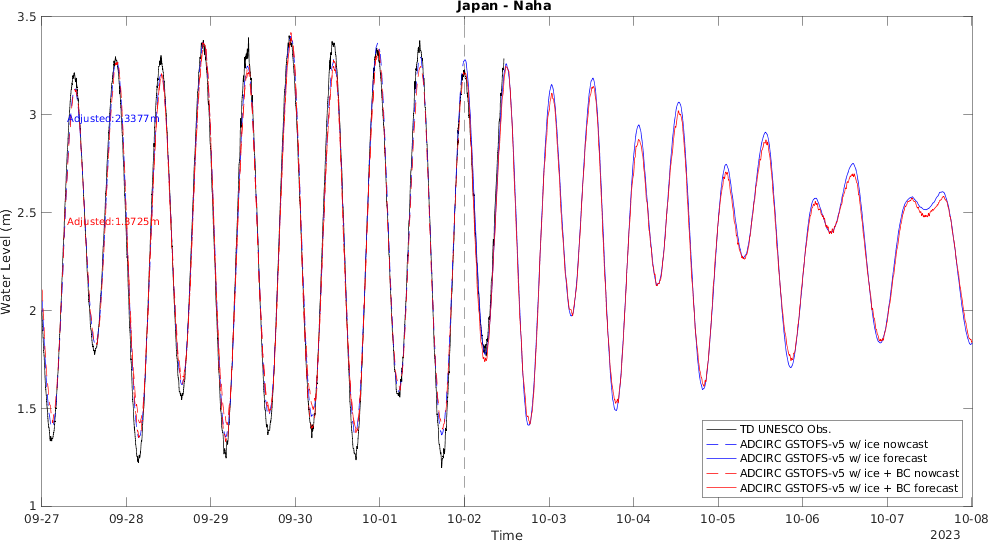 Japan - Naha
3.5
3
2.5
2
1.5
1
Water Level (m)
Adjusted:2.3377m
Adjusted:1.3725m
TD UNESCO Obs.
ADCIRC GSTOFS-v5 w/ ice nowcast
ADCIRC GSTOFS-v5 w/ ice forecast
ADCIRC GSTOFS-v5 w/ ice + BC nowcast
ADCIRC GSTOFS-v5 w/ ice + BC forecast
09-27 09-28 09-29 09-30 10-01 10-02 10-03 10-04 10-05 10-06 10-07 10-08
Time
2023